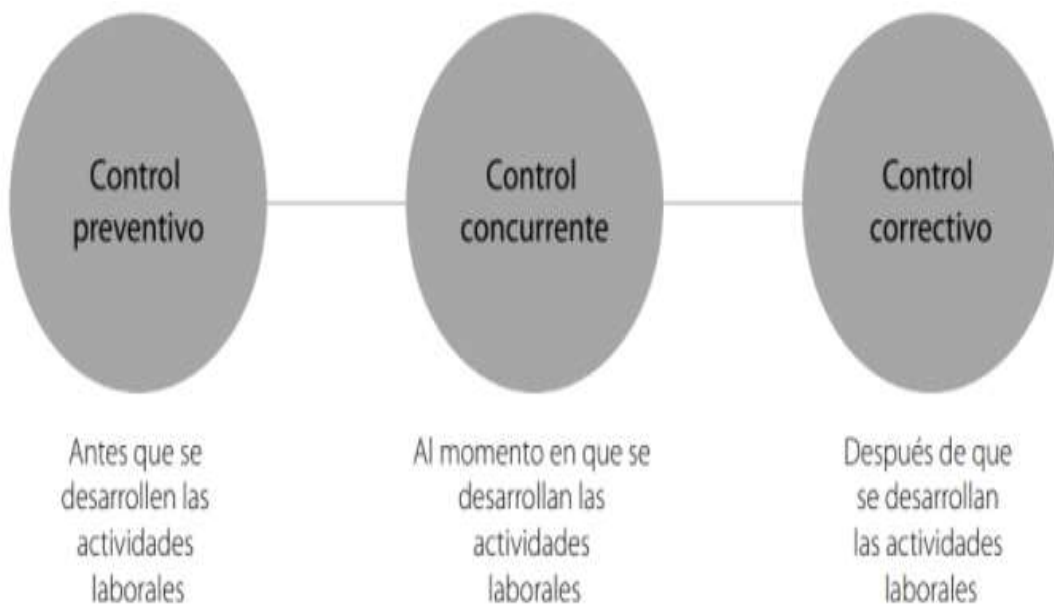 Control
preventivo
Control
concurrente
Control
correctivo
Antes que se
desarrollen las
actividades
laborales
Al momento en que se
desarrollan las
actividades
laborales
Después de que
se desarrollan
las actividades
laborales